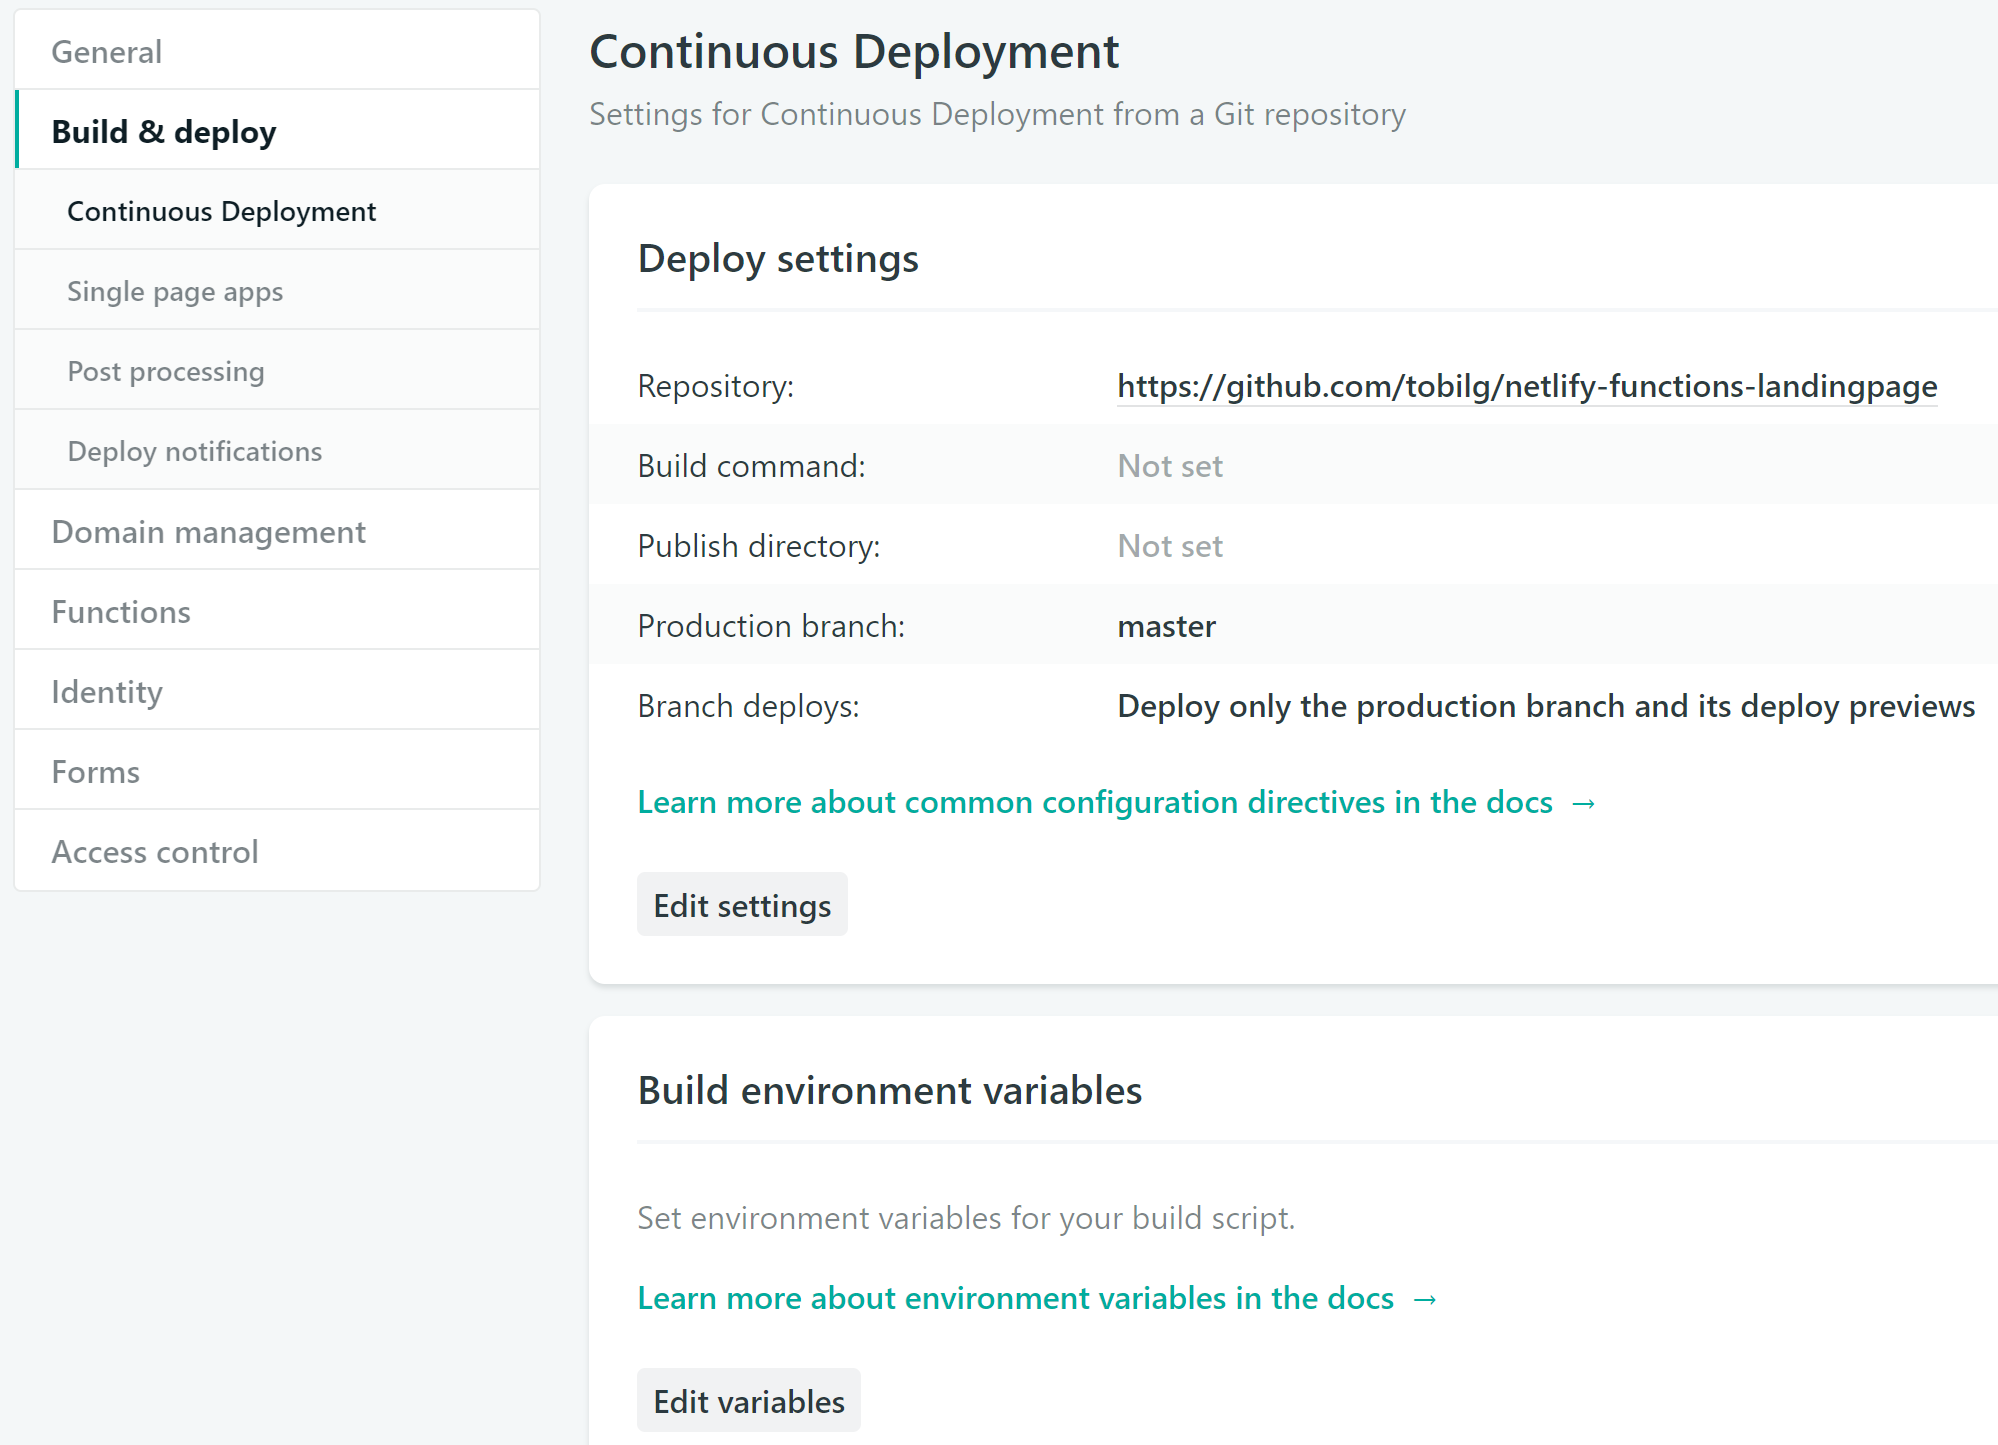 General
Build & deploy
Continuous Deployment
Single page apps
Post processing
Deploy notifications
Domain management
Functions
Identity
Forms
Access control
Continuous Deployment
Settings for Continuous Deployment from a Git repository
Deploy settings
Repository: https://github.com/tobilg/netlify-functions-landingpage
Build command: Not set
Publish directory: Not set
Production branch: master
Branch deploys: Deploy only the production branch and its deploy previews
Learn more about common configuration directives in the docs →
Edit settings
Build environment variables
Set environment variables for your build script.
Learn more about environment variables in the docs →
Edit variables